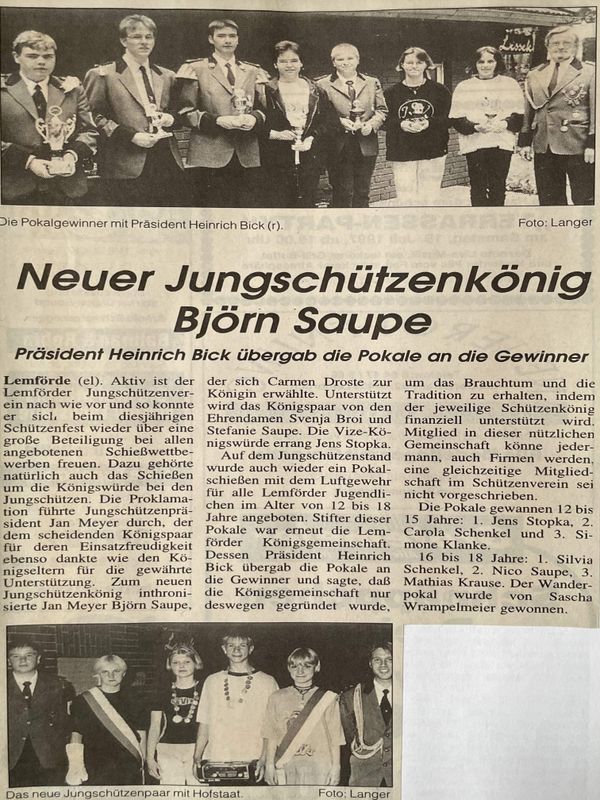 Die Pokalgewinner mit Präsident Heinrich Bick (r).
Foto: Langer
Neuer Jungschützenkönig
Björn Saupe
Präsident Heinrich Bick übergab die Pokale an die Gewinner
Lemförde (el). Aktiv ist der
Lemförder Jungschützenver-
ein nach wie vor und so konnte
er sich beim diesjährigen
Schützenfest wieder über eine
große Beteiligung bei allen
angebotenen Schießwettbe-
werben freuen. Dazu gehörte
natürlich auch das Schießen
um die Königswürde bei den
Jungschützen. Die Proklama-
tion führte Jungschützenprä-
sident Jan Meyer durch, der
dem scheidenden Königspaar
für deren Einsatzfreudigkeit
ebenso dankte wie den Kö-
nigseltern für die gewährte
Unterstützung. Zum neuen
Jungschützenkönig inthroni-
sierte Jan Meyer Björn Saupe,
der sich Carmen Droste zur
Königin erwählte. Unterstützt
wird das Königspaar von den
Ehrendamen Svenja Broi und
Stefanie Saupe. Die Vize-Kö-
nigswürde errang Jens Stopka.
Auf dem Jungschützenstand
wurde auch wieder ein Pokal-
schießen mit dem Luftgewehr
für alle Lemförder Jugendli-
chen im Alter von 12 bis 18
Jahre angeboten. Stifter dieser
Pokale war erneut die Lem-
förder Königsgemeinschaft.
Dessen Präsident Heinrich
Bick übergab die Pokale an
die Gewinner und sagte, daß
die Königsgemeinschaft nur
deswegen gegründet wurde,
um das Brauchtum und die
Tradition zu erhalten, indem
der jeweilige Schützenkönig
finanziell unterstützt wird.
Mitglied in dieser nützlichen
Gemeinschaft könne jeder-
mann, auch Firmen werden,
eine gleichzeitige Mitglied-
schaft im Schützenverein sei
nicht vorgeschrieben.
Die Pokale gewannen 12 bis
15 Jahre: 1. Jens Stopka, 2.
Carola Schenkel und 3. Si-
mone Klanke.
16 bis 18 Jahre: 1. Silvia
Schenkel, 2. Nico Saupe, 3.
Mathias Krause. Der Wander-
pokal wurde von Sascha
Wrampelmeier gewonnen.
Das neue Jungschützenpaar mit Hofstaat.
Foto: Langer